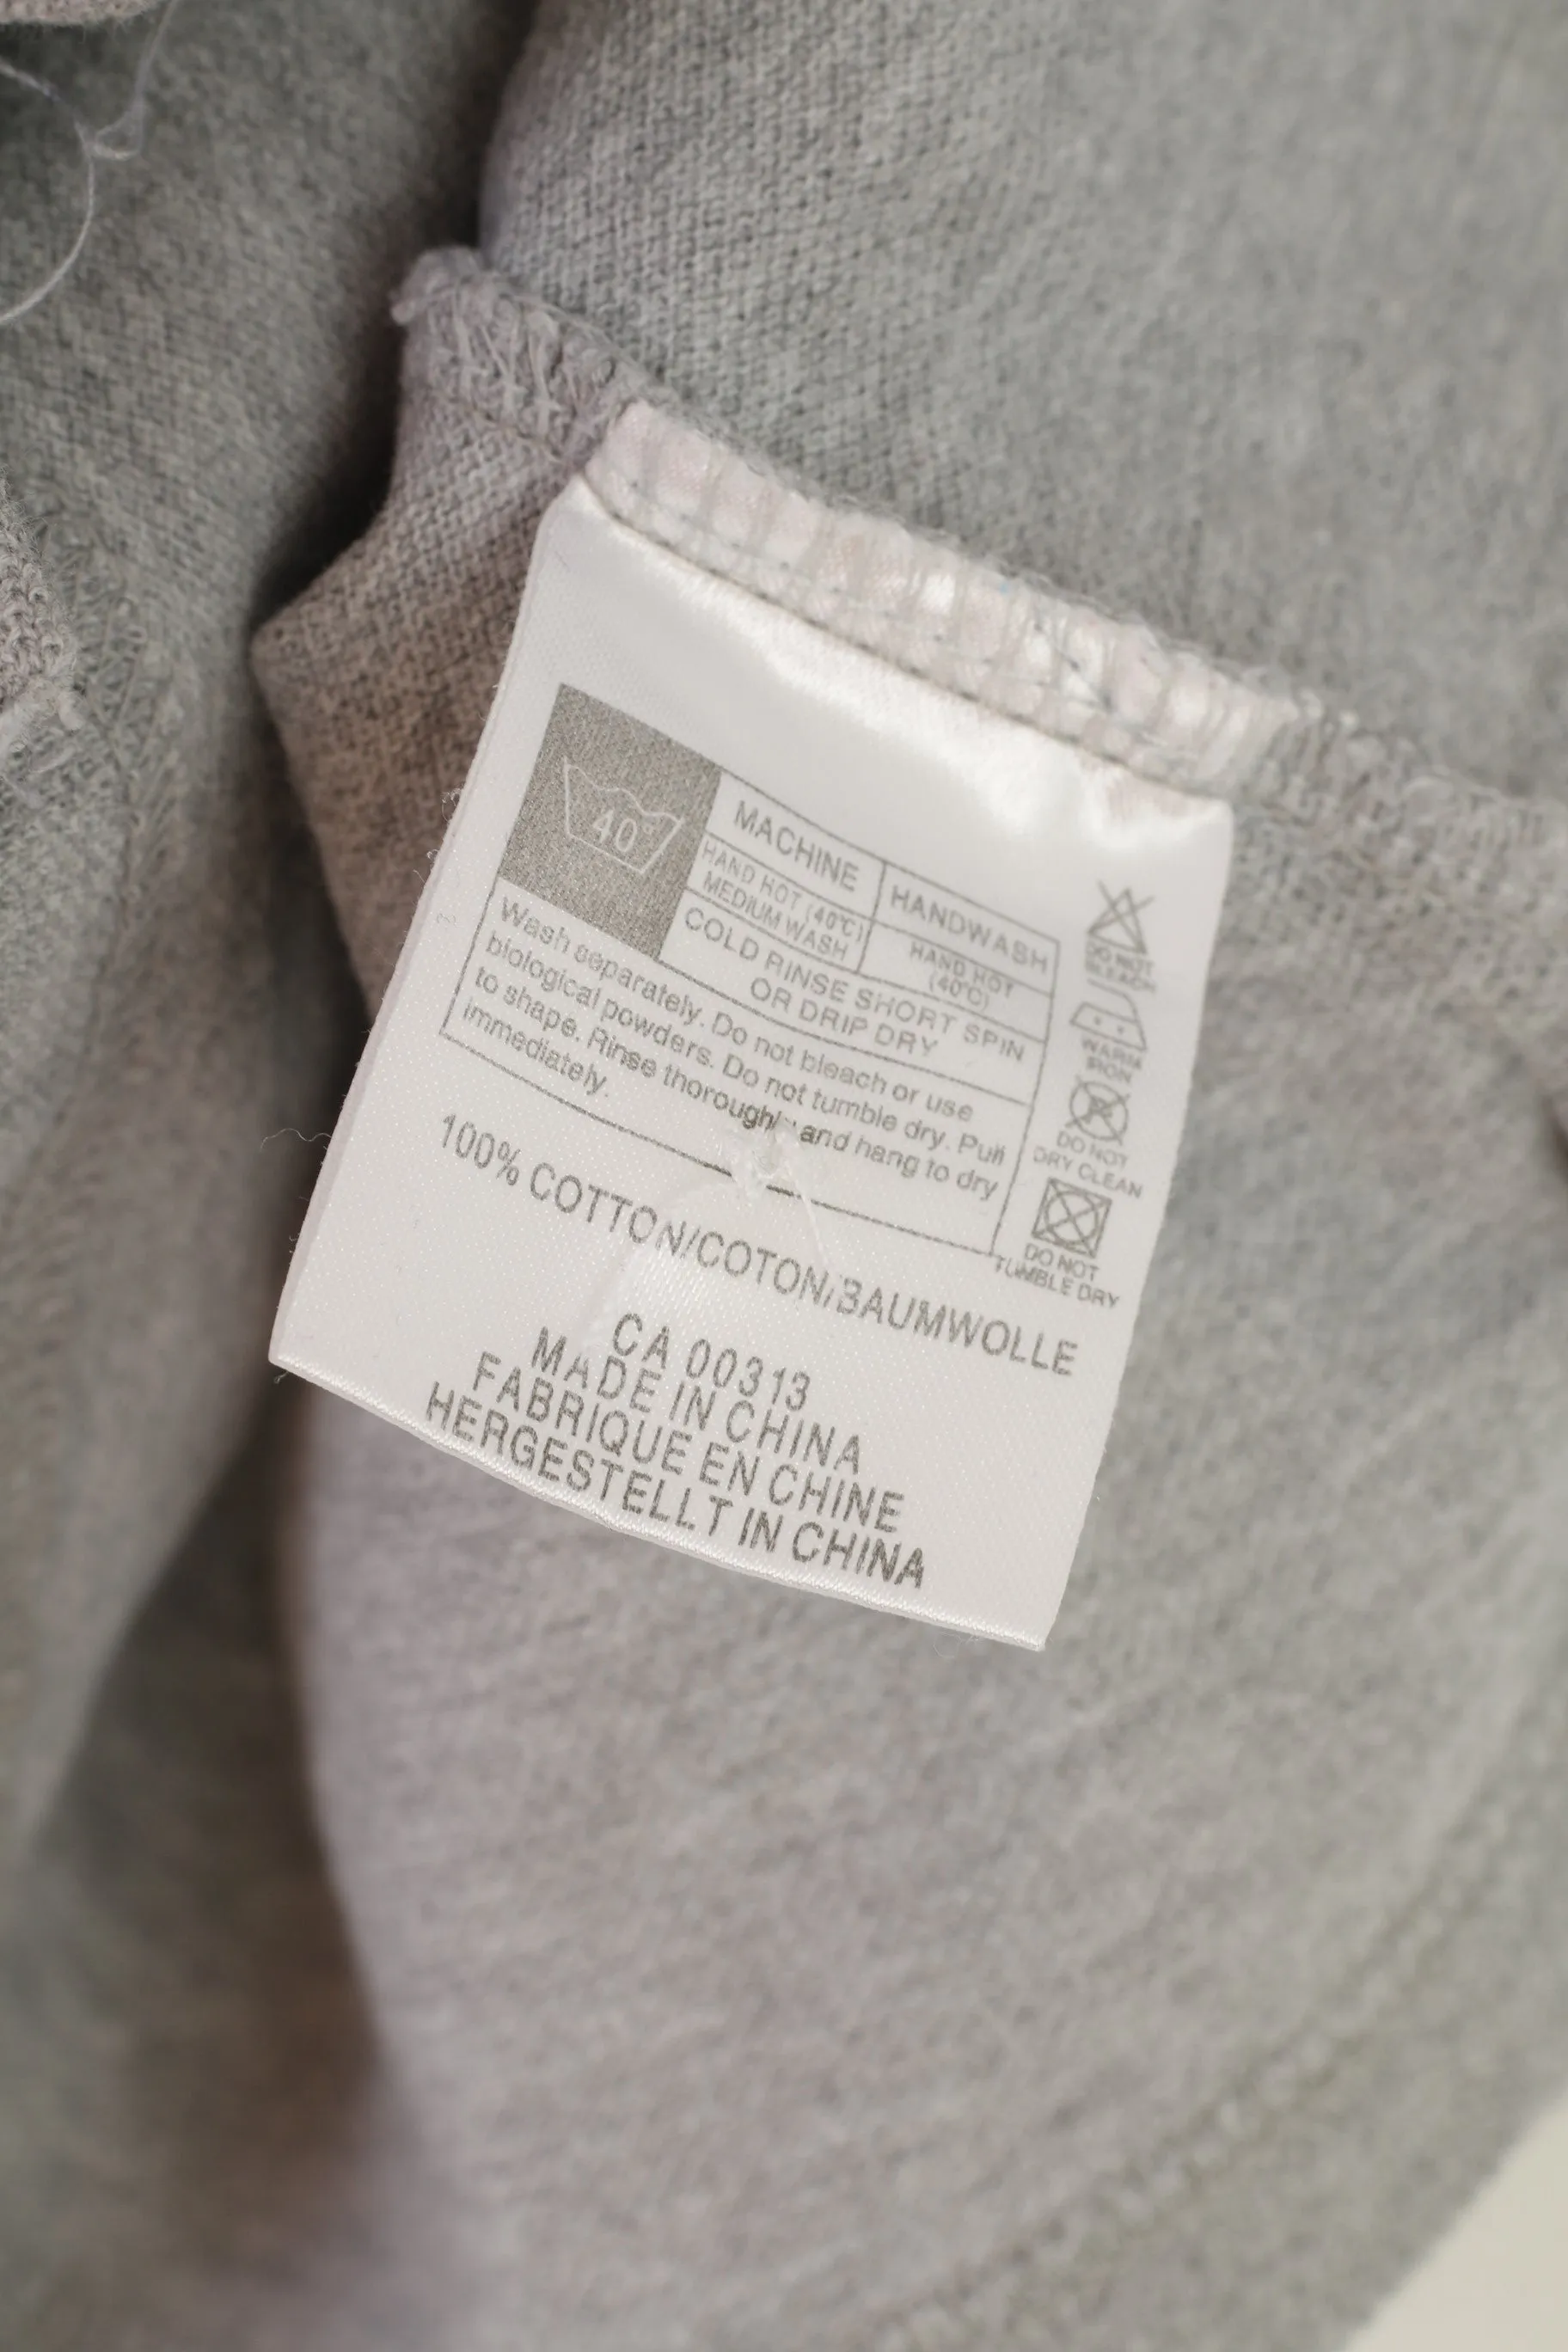 40°
MACHINE
HANDWASH
HAND HOT (40°C)
MEDIUM WASH
HAND HOT
(40°C)
COLD RINSE SHORT SPIN
OR DRIP DRY
Wash separately. Do not bleach or use
biological powders. Do not tumble dry. Pull
to shape. Rinse thoroughly and hang to dry
immediately.
DO NOT
BLEACH
WARM
IRON
P
DO NOT
DRY CLEAN
DO NOT
TUMBLE DRY
100% COTTON/COTON/BAUMWOLLE
CA 00313
MADE IN CHINA
FABRIQUE EN CHINE
HERGESTELLT IN CHINA